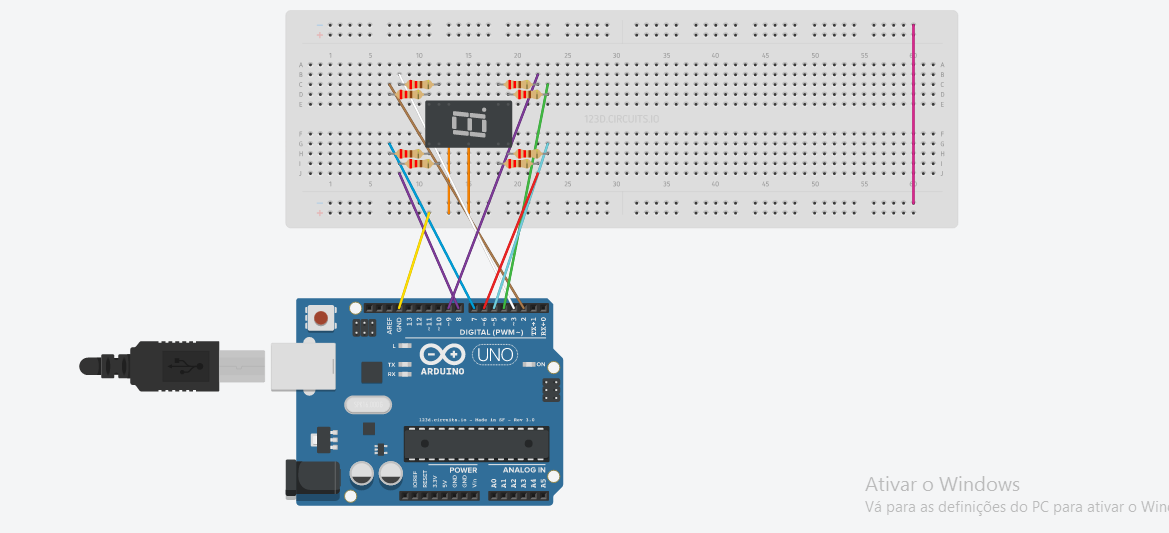 1 5 10 15 20 25 30 35 40 45 50 55 60
A A
B B
C C
D D
E E
123D.CIRCUITS.IO
F F
G G
H H
I I
J J
1 5 10 15 20 25 30 35 40 45 50 55 60
AREF GND 13 12 ~11 ~10 ~9 8 7 ~6 ~5 4 ~3 2 TX→1 RX←0
DIGITAL (PWM~)
L
TX
RX
UNO
ARDUINO
ON
123d.circuits.io - Made in SF - Rev 1.0
POWER
ANALOG IN
IOREF RESET 3.3V 5V GND GND Vin A0 A1 A2 A3 A4 A5
Ativar o Windows
Vá para as definições do PC para ativar o Win